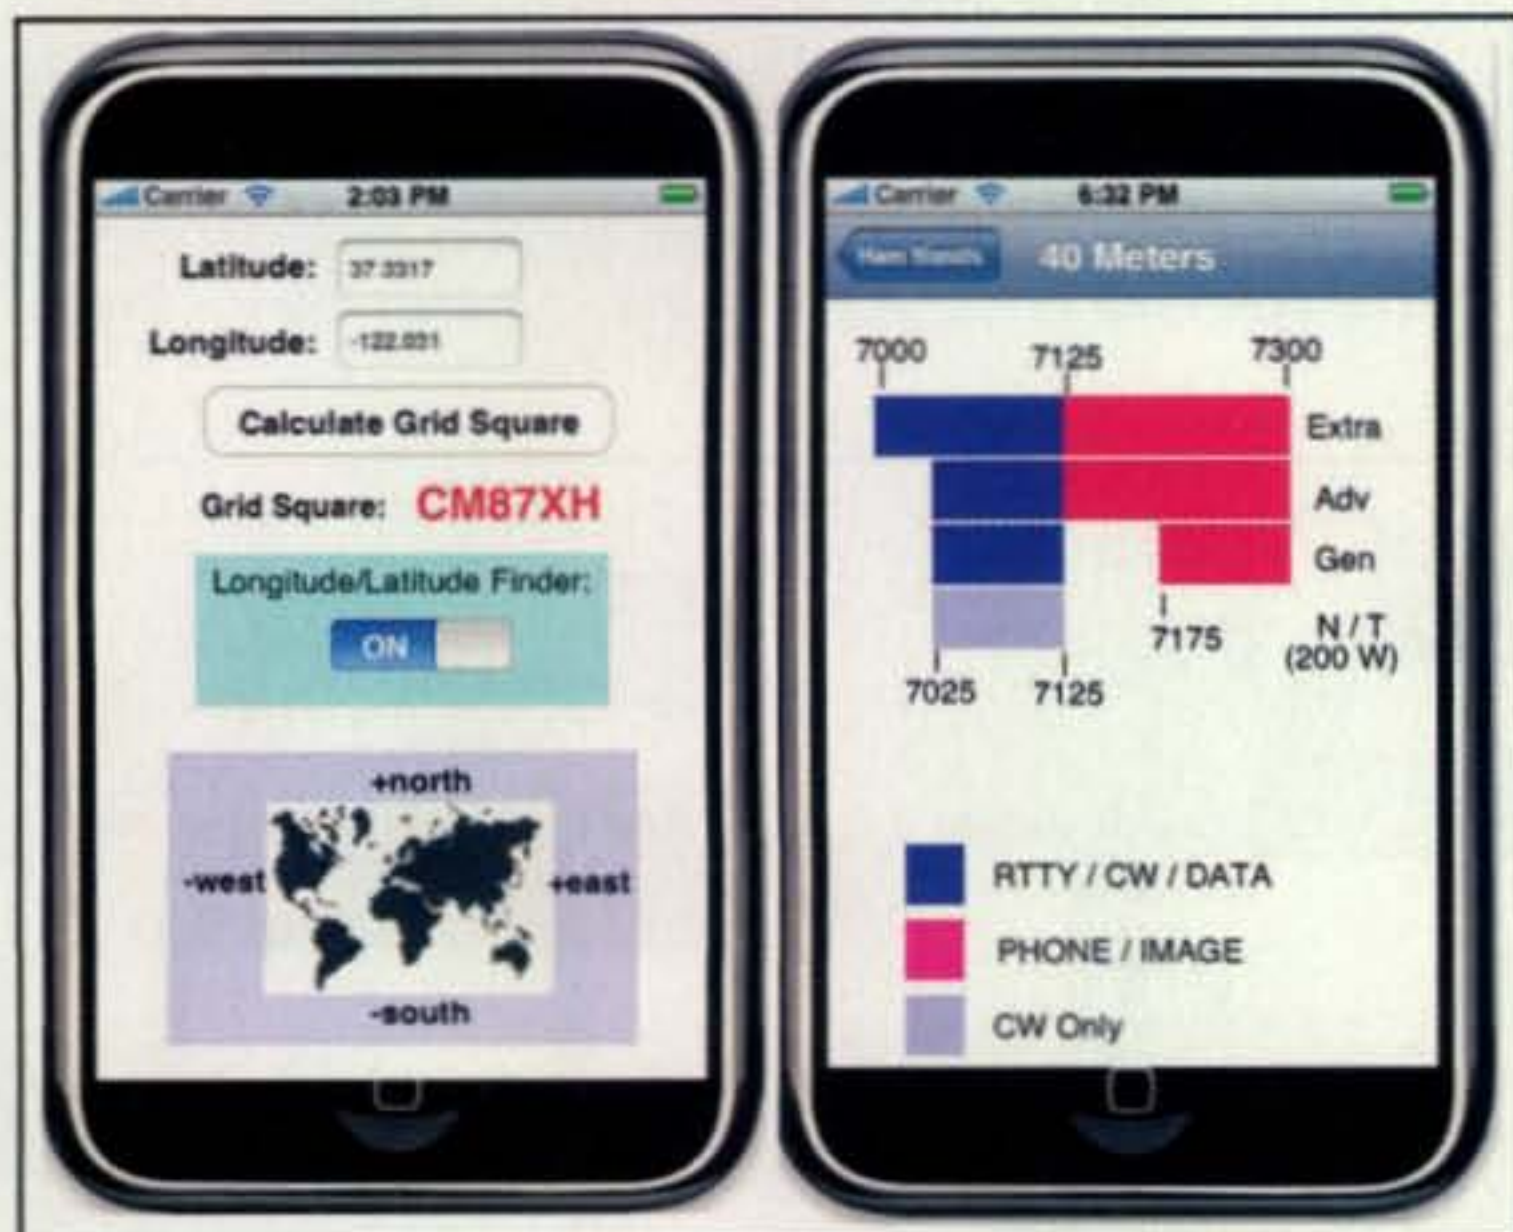 Carrier 2:03 PM
Latitude: 37.3317
Longitude: -122.031
Calculate Grid Square
Grid Square: CM87XH
Longitude/Latitude Finder:
ON
+north
-west +east
-south
Carrier 6:32 PM
Ham Bands 40 Meters
7000 7125 7300
Extra
Adv
Gen
7175 N / T
(200 W)
7025 7125
RTTY / CW / DATA
PHONE / IMAGE
CW Only